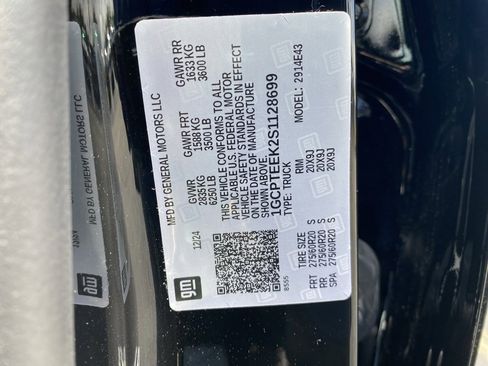 gm
MFD BY GENERAL MOTORS LLC
12/24
GVWR
2835 KG
6250 LB
GAWR FRT
1588 KG
3500 LB
GAWR RR
1633 KG
3600 LB
THIS VEHICLE CONFORMS TO ALL
APPLICABLE U.S. FEDERAL MOTOR
VEHICLE SAFETY STANDARDS IN EFFECT
ON THE DATE OF MANUFACTURE
SHOWN ABOVE.
1GCPTEEK2S1128699
TYPE: TRUCK
MODEL: 2914E43
8555
TIRE SIZE RIM
FRT 275/60R20 S 20X9J
RR 275/60R20 S 20X9J
SPA 275/60R20 S 20X9J